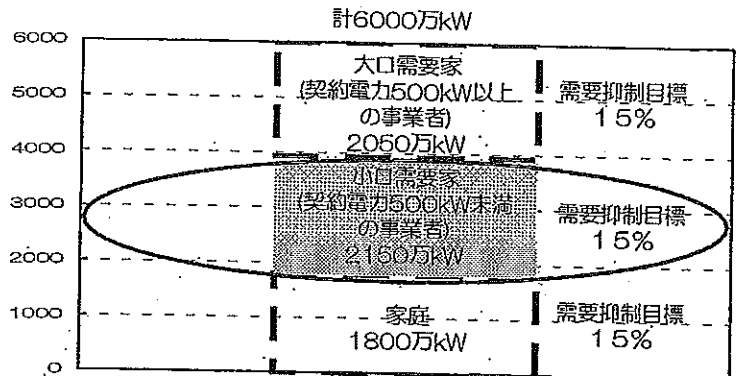 計6000万kW
6000
5000
4000
3000
2000
1000
0
大口需要家
(契約電力500kW以上
の事業者)
2050万kW
需要抑制目標
15%
小口需要家
(契約電力500kW未満
の事業者)
2150万kW
需要抑制目標
15%
家庭
1800万kW
需要抑制目標
15%